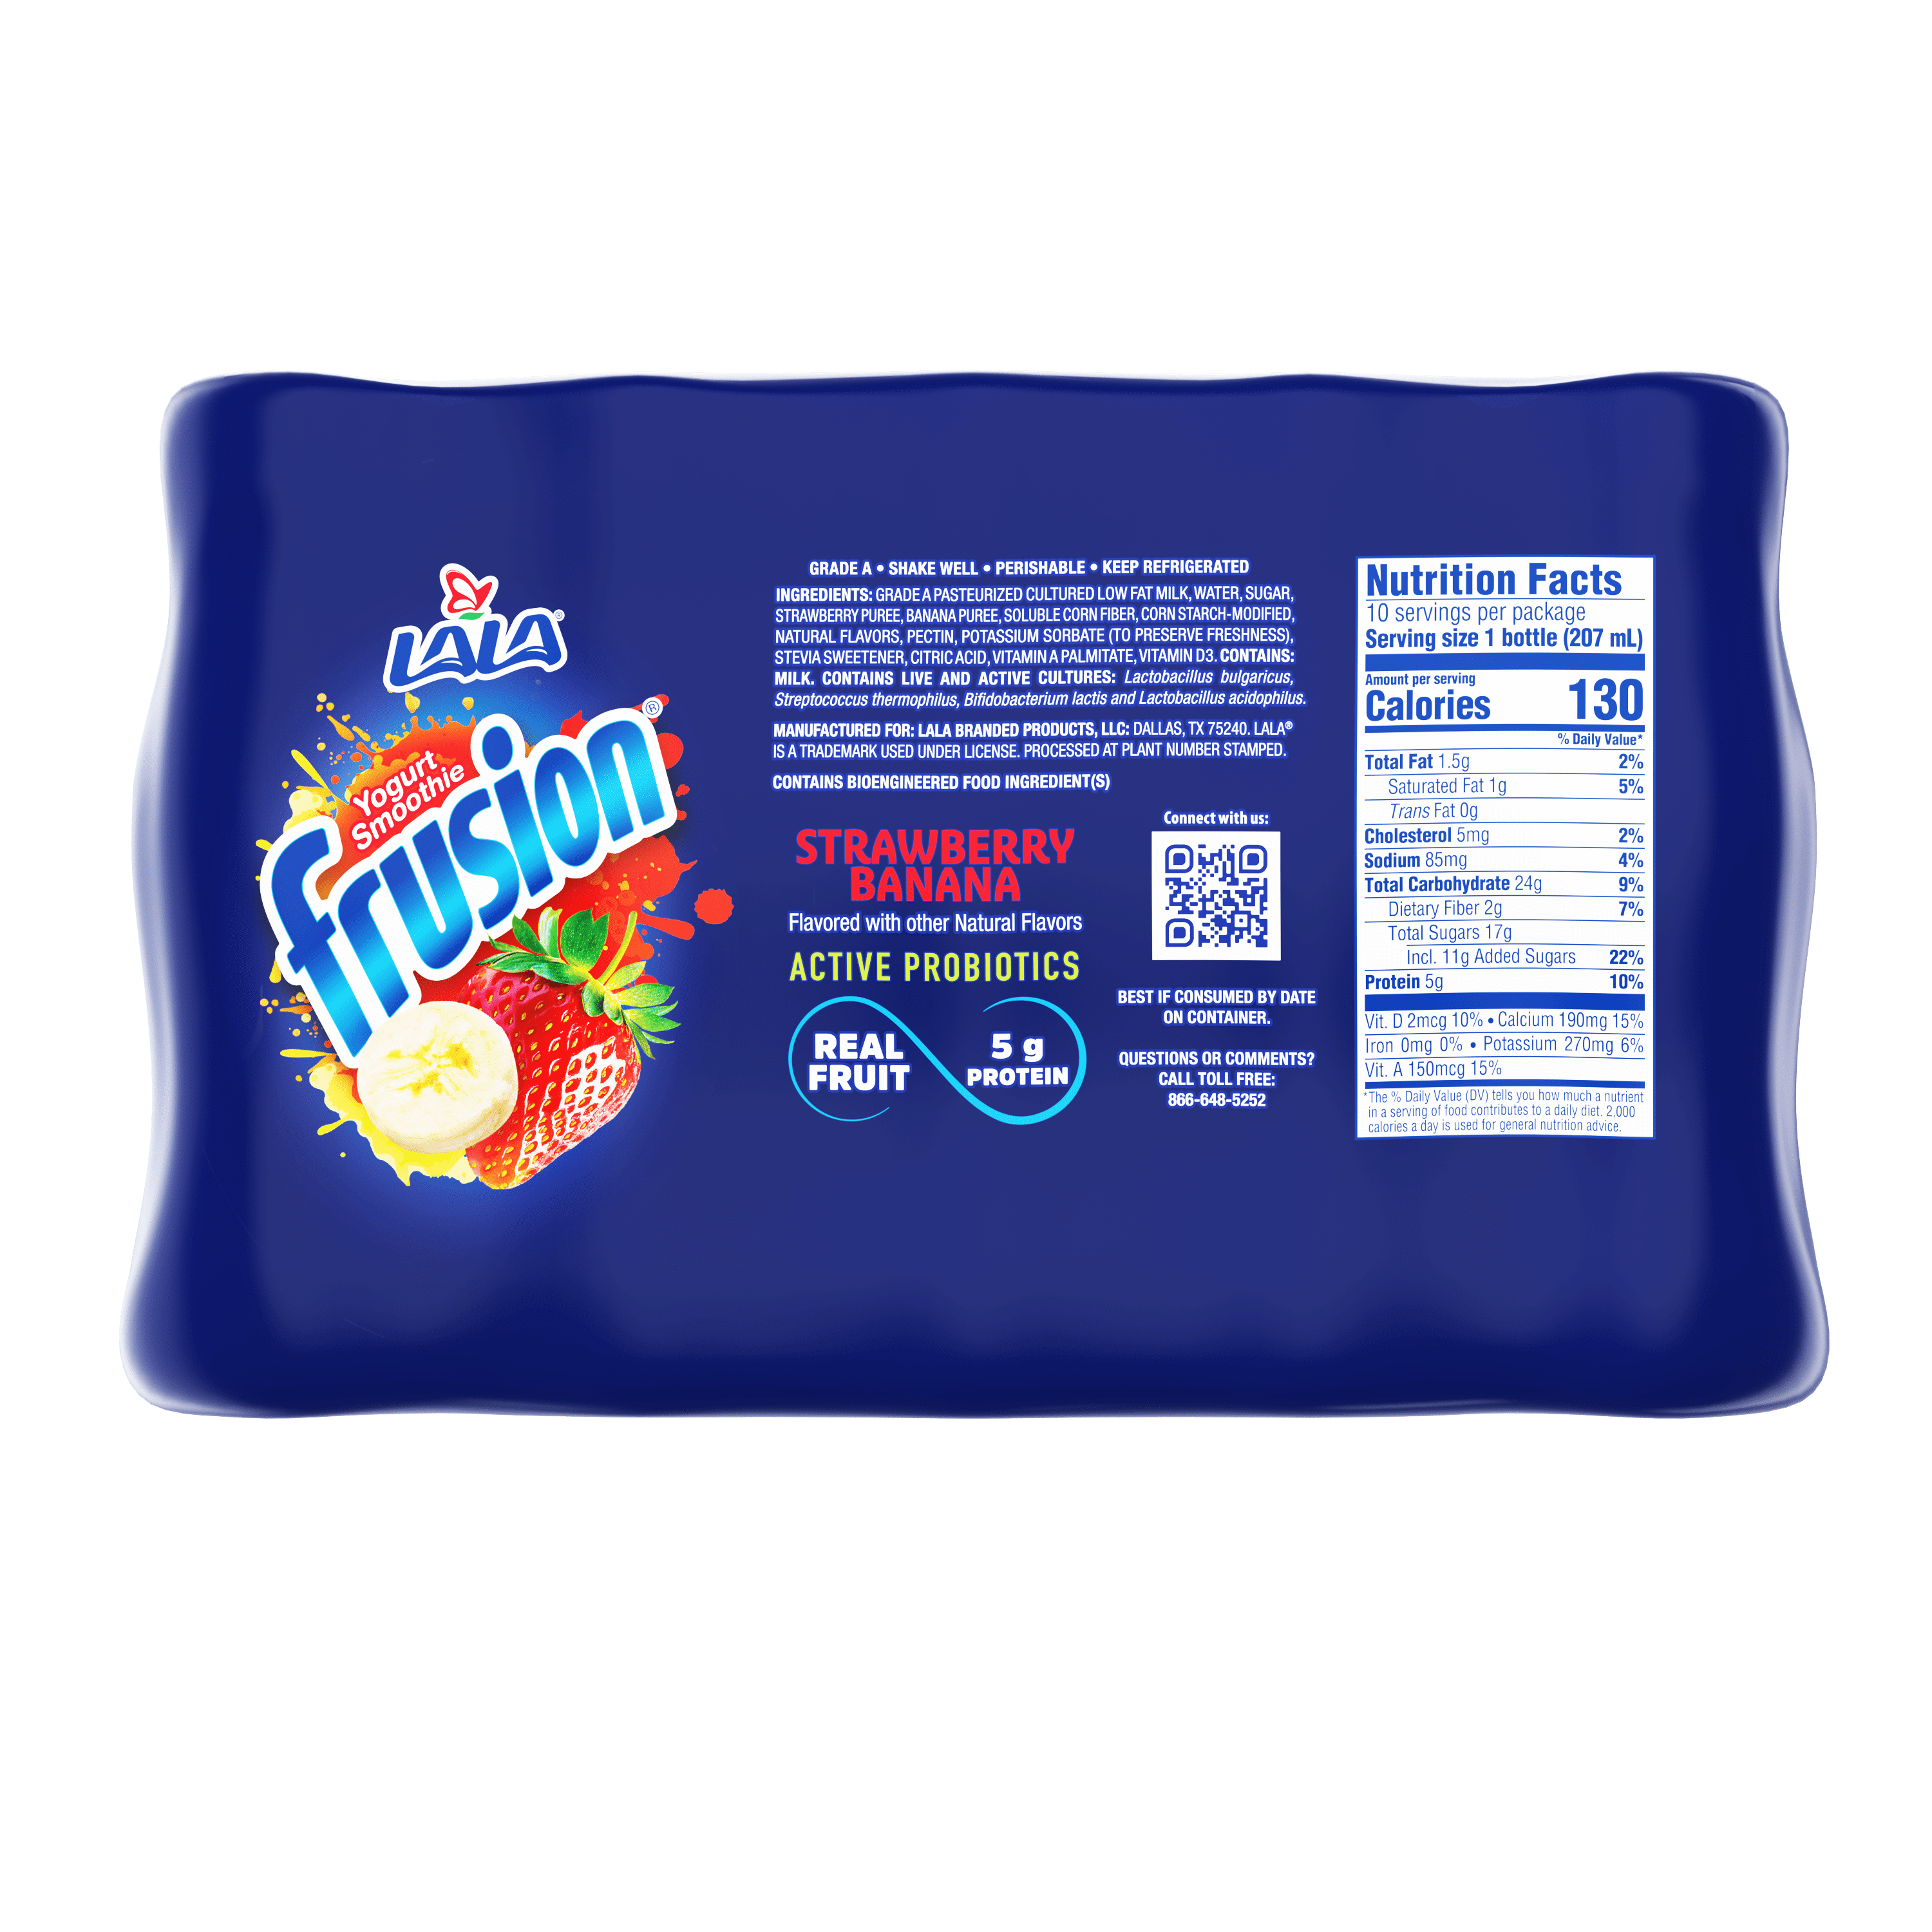 LALA®
Yogurt
Smoothie
frusion®
GRADE A • SHAKE WELL • PERISHABLE • KEEP REFRIGERATED
INGREDIENTS: GRADE A PASTEURIZED CULTURED LOW FAT MILK, WATER, SUGAR,
STRAWBERRY PUREE, BANANA PUREE, SOLUBLE CORN FIBER, CORN STARCH-MODIFIED,
NATURAL FLAVORS, PECTIN, POTASSIUM SORBATE (TO PRESERVE FRESHNESS),
STEVIA SWEETENER, CITRIC ACID, VITAMIN A PALMITATE, VITAMIN D3. CONTAINS:
MILK. CONTAINS LIVE AND ACTIVE CULTURES: Lactobacillus bulgaricus,
Streptococcus thermophilus, Bifidobacterium lactis and Lactobacillus acidophilus.
MANUFACTURED FOR: LALA BRANDED PRODUCTS, LLC: DALLAS, TX 75240. LALA®
IS A TRADEMARK USED UNDER LICENSE. PROCESSED AT PLANT NUMBER STAMPED.
CONTAINS BIOENGINEERED FOOD INGREDIENT(S)
STRAWBERRY
BANANA
Flavored with other Natural Flavors
ACTIVE PROBIOTICS
REAL
FRUIT
5 g
PROTEIN
Connect with us:
BEST IF CONSUMED BY DATE
ON CONTAINER.
QUESTIONS OR COMMENTS?
CALL TOLL FREE:
866-648-5252
Nutrition Facts
10 servings per package
Serving size 1 bottle (207 mL)
Amount per serving
Calories 130
% Daily Value*
Total Fat 1.5g 2%
Saturated Fat 1g 5%
Trans Fat 0g
Cholesterol 5mg 2%
Sodium 85mg 4%
Total Carbohydrate 24g 9%
Dietary Fiber 2g 7%
Total Sugars 17g
Incl. 11g Added Sugars 22%
Protein 5g 10%
Vit. D 2mcg 10% • Calcium 190mg 15%
Iron 0mg 0% • Potassium 270mg 6%
Vit. A 150mcg 15%
*The % Daily Value (DV) tells you how much a nutrient
in a serving of food contributes to a daily diet. 2,000
calories a day is used for general nutrition advice.